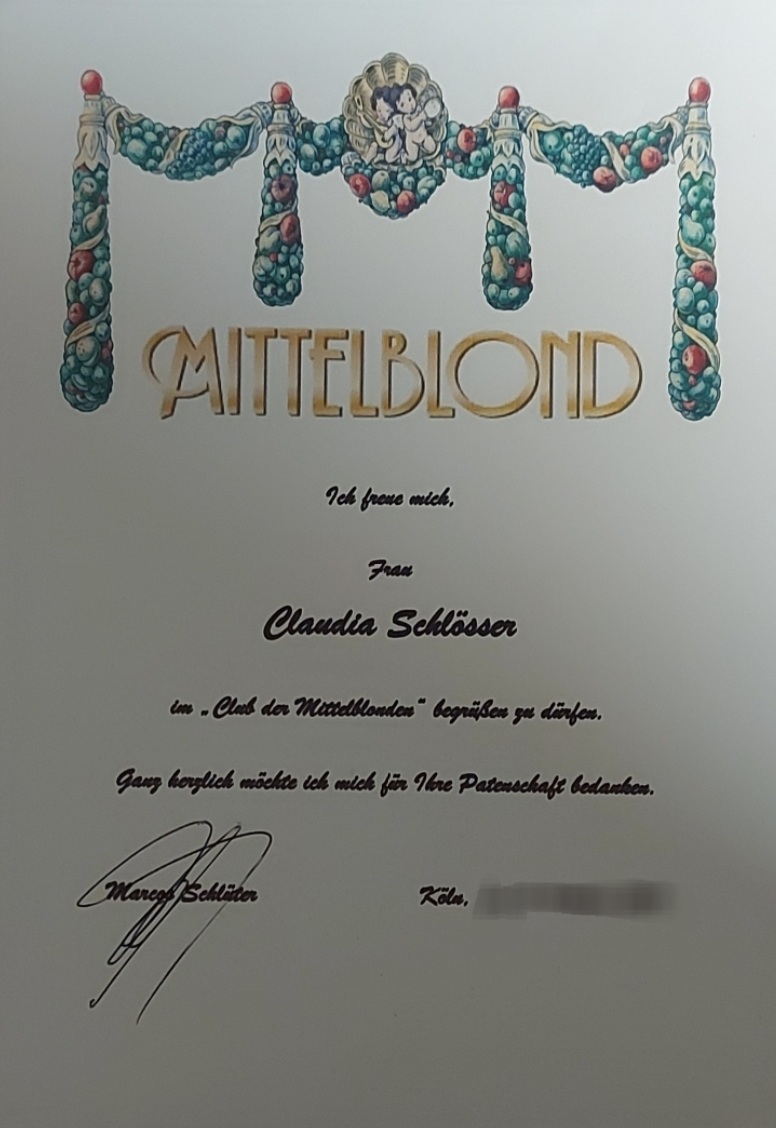 MITTELBLOND
Ich freue mich,
Frau
Claudia Schlösser
im „Club der Mittelblonden“ begrüßen zu dürfen.
Ganz herzlich möchte ich mich für Ihre Patenschaft bedanken.
Marcos Schlüter
Köln,